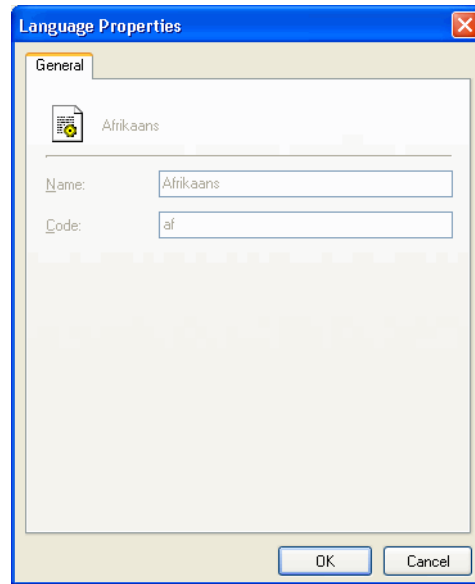 Language Properties
General
Afrikaans
Name: Afrikaans
Code: af
OK Cancel